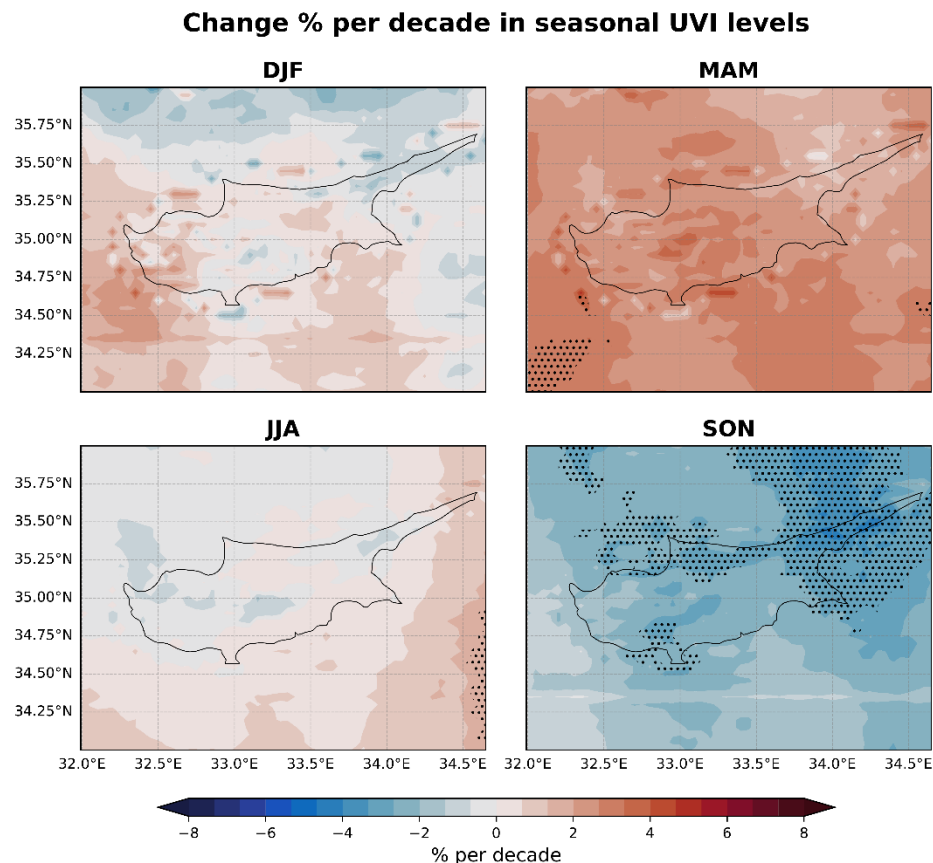 Change % per decade in seasonal UVI levels
DJF
MAM
35.75°N
35.50°N
35.25°N
35.00°N
34.75°N
34.50°N
34.25°N
JJA
SON
35.75°N
35.50°N
35.25°N
35.00°N
34.75°N
34.50°N
34.25°N
32.0°E 32.5°E 33.0°E 33.5°E 34.0°E 34.5°E 32.0°E 32.5°E 33.0°E 33.5°E 34.0°E 34.5°E
−8 −6 −4 −2 0 2 4 6 8
% per decade